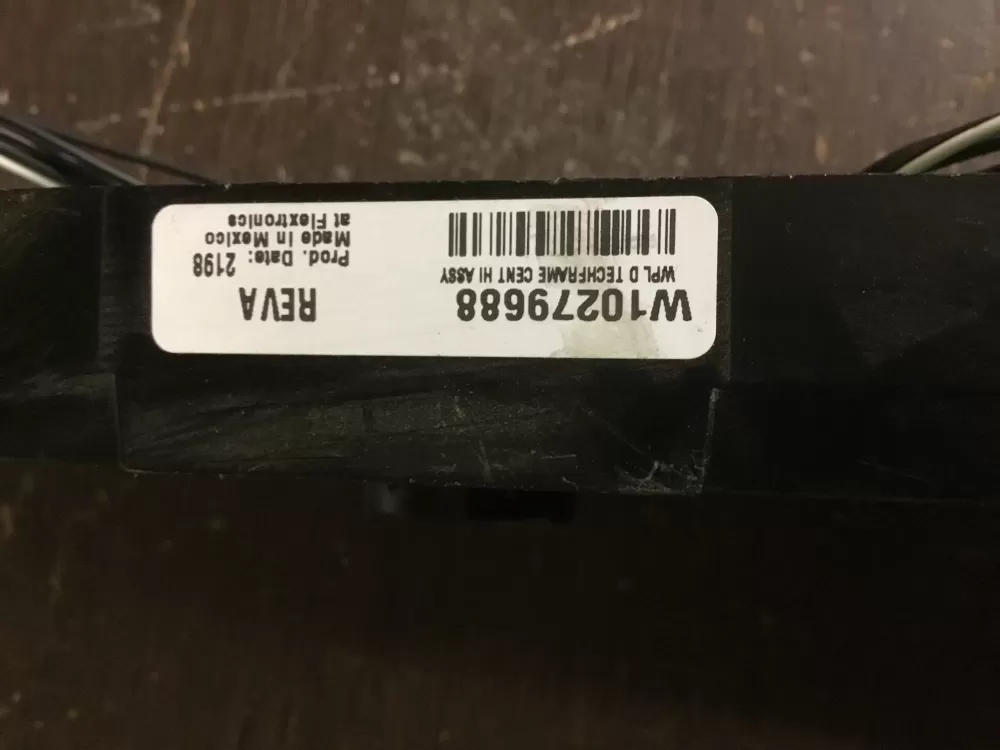 W10279688
REVA
WPL D TECHFRAME CENT HI ASSY
Prod. Date: 2198
Made in Mexico
at Flextronics